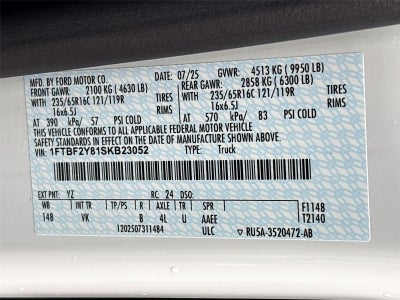 MFD. BY FORD MOTOR CO. 07/25 GVWR: 4513 KG ( 9950 LB)
FRONT GAWR: 2100 KG ( 4630 LB) REAR GAWR: 2858 KG ( 6300 LB)
WITH 235/65R16C 121/119R TIRES WITH 235/65R16C 121/119R TIRES
16x6.5J RIMS 16x6.5J RIMS
AT 390 kPa/ 57 PSI COLD AT 570 kPa/ 83 PSI COLD
THIS VEHICLE CONFORMS TO ALL APPLICABLE FEDERAL MOTOR VEHICLE
SAFETY STANDARDS IN EFFECT ON THE DATE OF MANUFACTURE SHOWN ABOVE.
VIN: 1FTBF2Y81SKB23052 TYPE: Truck
EXT PNT: YZ RC: 24 DSO:
WB INT TR TP/PS R AXLE TR SPR F1148
148 VK B 4L U AAEE T2140
1202507311484 ULC ▽ RU5A-3520472-AB